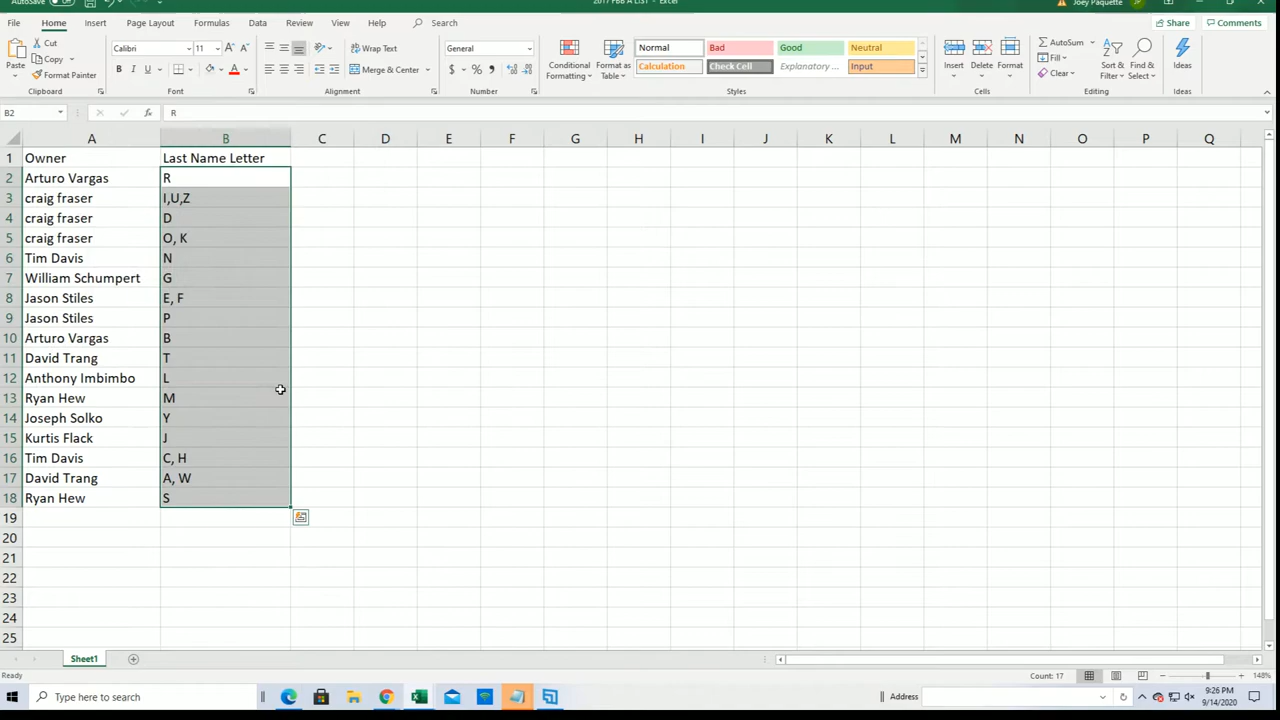 AutoSave Off 2017 FBB A LIST - Excel Joey Paquette JP
File Home Insert Page Layout Formulas Data Review View Help Search Share Comments
Paste Cut Copy Format Painter Clipboard
Calibri 11 A A B I U A Font
Wrap Text Merge & Center Alignment
General $ % Number
Conditional Formatting Format as Table
Normal Bad Good Neutral
Calculation Check Cell Explanatory ... Input
Styles
Insert Delete Format Cells
AutoSum Fill Clear Sort & Filter Find & Select Editing
Ideas Ideas
B2 fx R
A B C D E F G H I J K L M N O P Q
1 Owner Last Name Letter
2 Arturo Vargas R
3 craig fraser I,U,Z
4 craig fraser D
5 craig fraser O, K
6 Tim Davis N
7 William Schumpert G
8 Jason Stiles E, F
9 Jason Stiles P
10 Arturo Vargas B
11 David Trang T
12 Anthony Imbimbo L
13 Ryan Hew M
14 Joseph Solko Y
15 Kurtis Flack J
16 Tim Davis C, H
17 David Trang A, W
18 Ryan Hew S
19
20
21
22
23
24
25
Sheet1
Ready Count: 17 148%
Type here to search Address 9:26 PM
9/14/2020